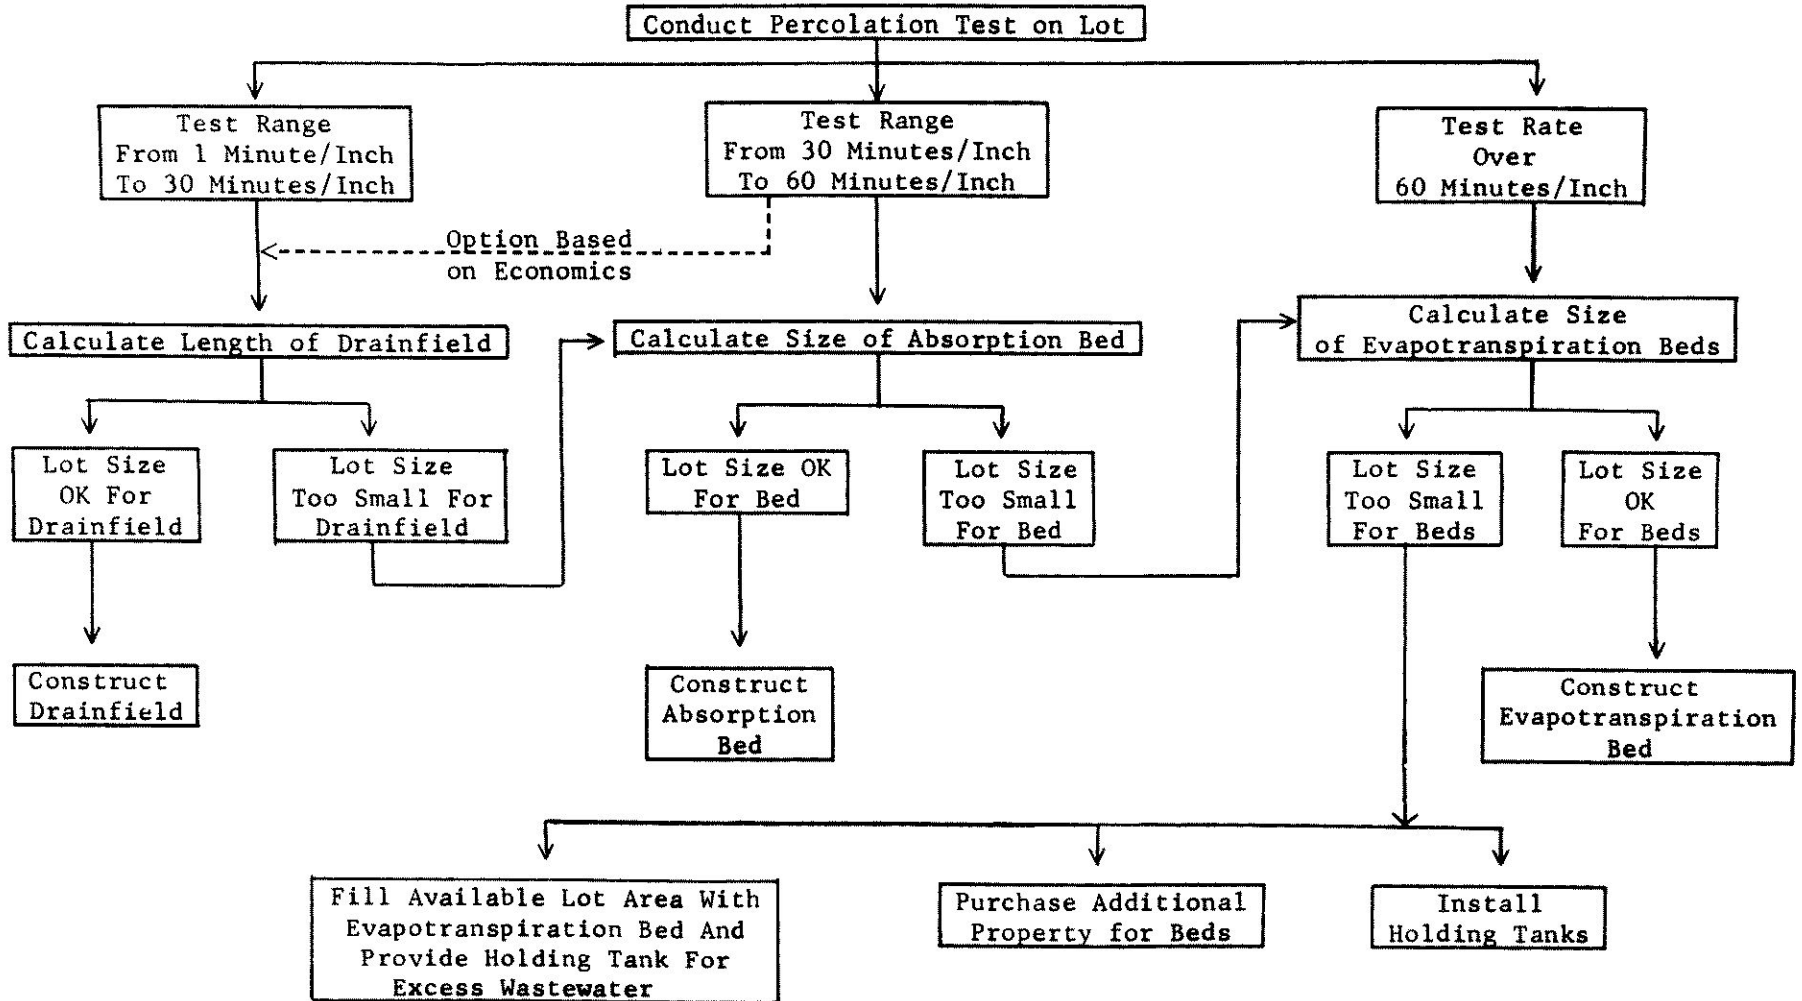 Conduct Percolation Test on Lot
Test Range
From 1 Minute/Inch
To 30 Minutes/Inch
Test Range
From 30 Minutes/Inch
To 60 Minutes/Inch
Test Rate
Over
60 Minutes/Inch
Option Based
on Economics
Calculate Length of Drainfield
Calculate Size of Absorption Bed
Calculate Size
of Evapotranspiration Beds
Lot Size
OK For
Drainfield
Lot Size
Too Small For
Drainfield
Lot Size OK
For Bed
Lot Size
Too Small
For Bed
Lot Size
Too Small
For Beds
Lot Size
OK
For Beds
Construct
Drainfield
Construct
Absorption
Bed
Construct
Evapotranspiration
Bed
Fill Available Lot Area With
Evapotranspiration Bed And
Provide Holding Tank For
Excess Wastewater
Purchase Additional
Property for Beds
Install
Holding Tanks